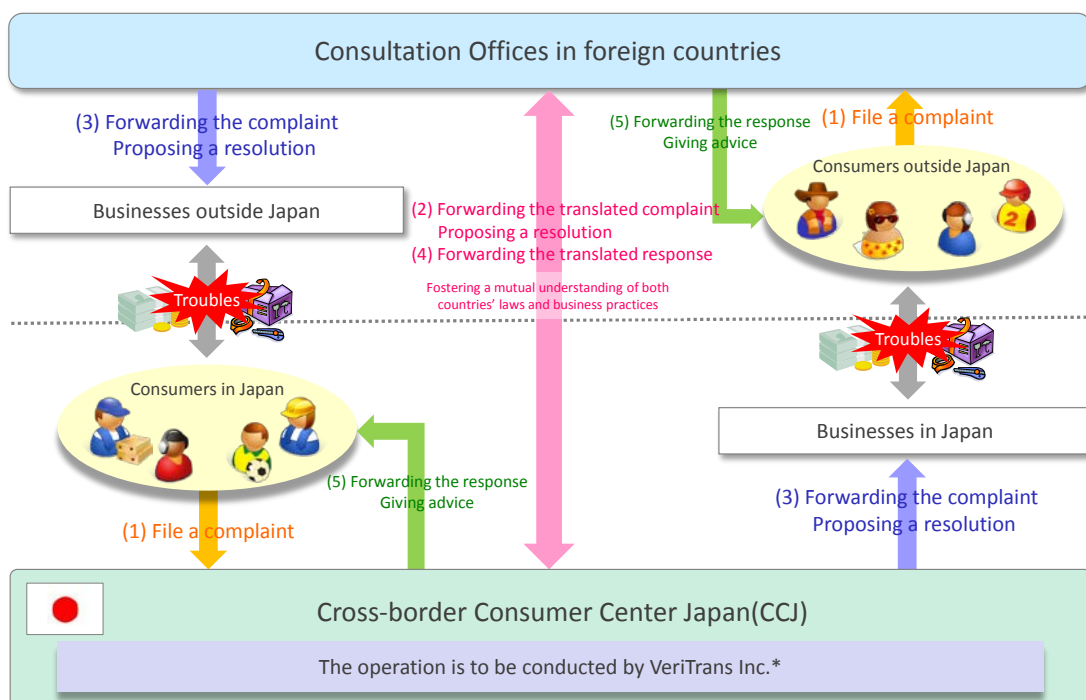 Consultation Offices in foreign countries
(3) Forwarding the complaint
Proposing a resolution
(5) Forwarding the response
Giving advice
(1) File a complaint
Consumers outside Japan
2
Businesses outside Japan
(2) Forwarding the translated complaint
Proposing a resolution
(4) Forwarding the translated response
Fostering a mutual understanding of both
countries' laws and business practices
Troubles
Troubles
Consumers in Japan
Businesses in Japan
(5) Forwarding the response
Giving advice
(1) File a complaint
(3) Forwarding the complaint
Proposing a resolution
Cross-border Consumer Center Japan(CCJ)
The operation is to be conducted by VeriTrans Inc.*